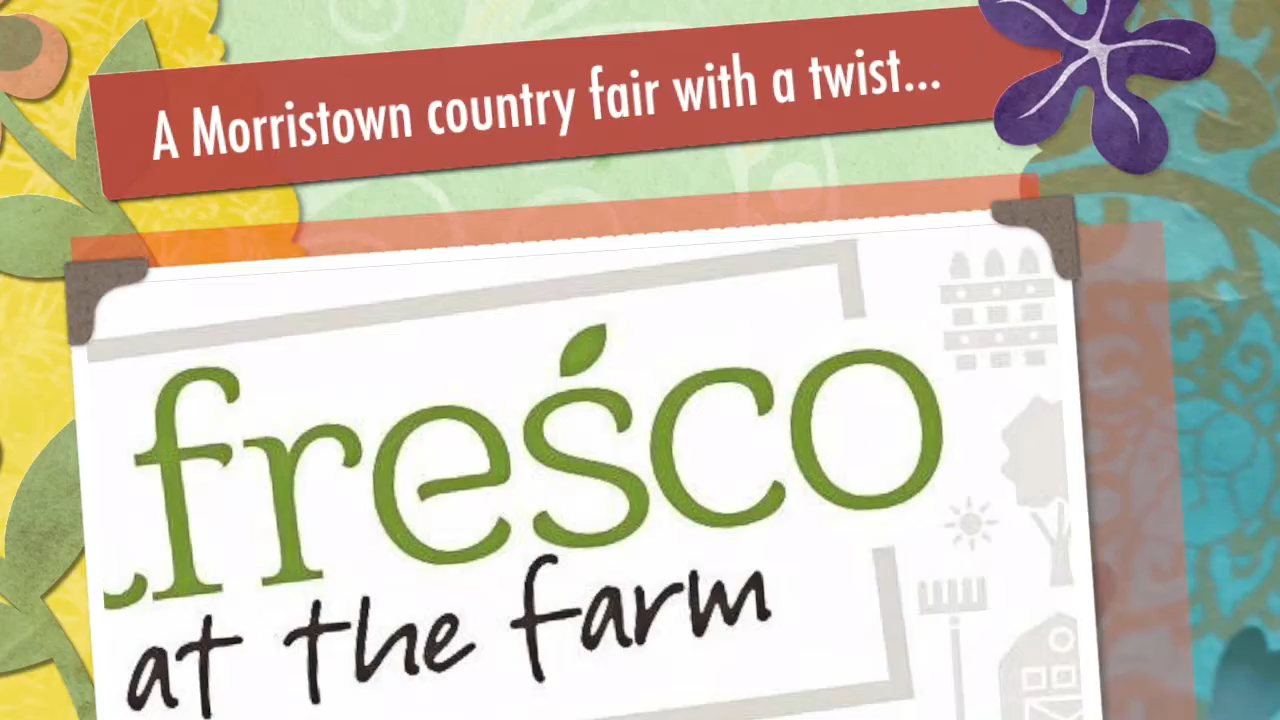 A Morristown country fair with a twist...
fresco
at the farm